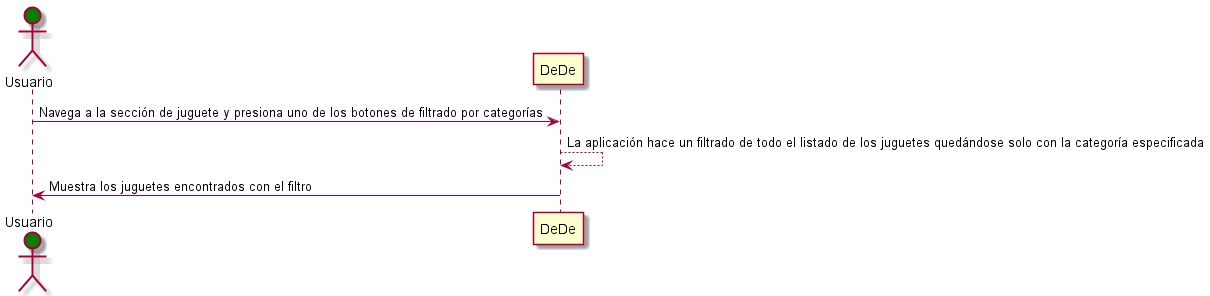 Usuario
DeDe
Navega a la sección de juguete y presiona uno de los botones de filtrado por categorías
La aplicación hace un filtrado de todo el listado de los juguetes quedándose solo con la categoría especificada
Muestra los juguetes encontrados con el filtro
Usuario
DeDe